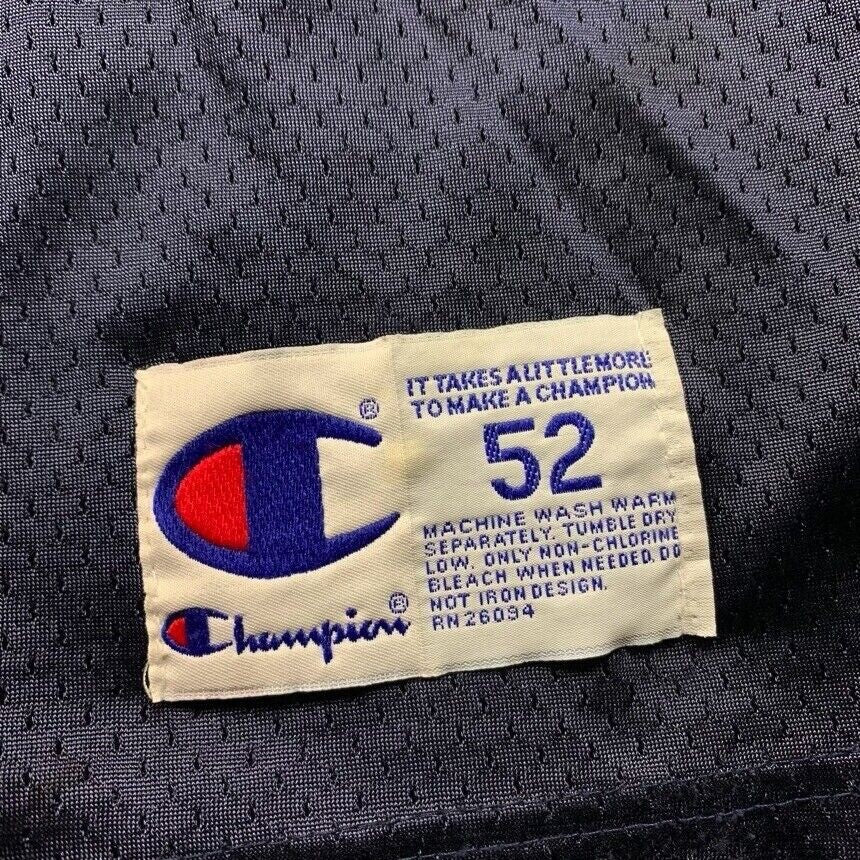 ®
Champion®
IT TAKES A LITTLE MORE
TO MAKE A CHAMPION
52
MACHINE WASH WARM
SEPARATELY. TUMBLE DRY
LOW. ONLY NON-CHLORINE
BLEACH WHEN NEEDED. DO
NOT IRON DESIGN.
RN 26094